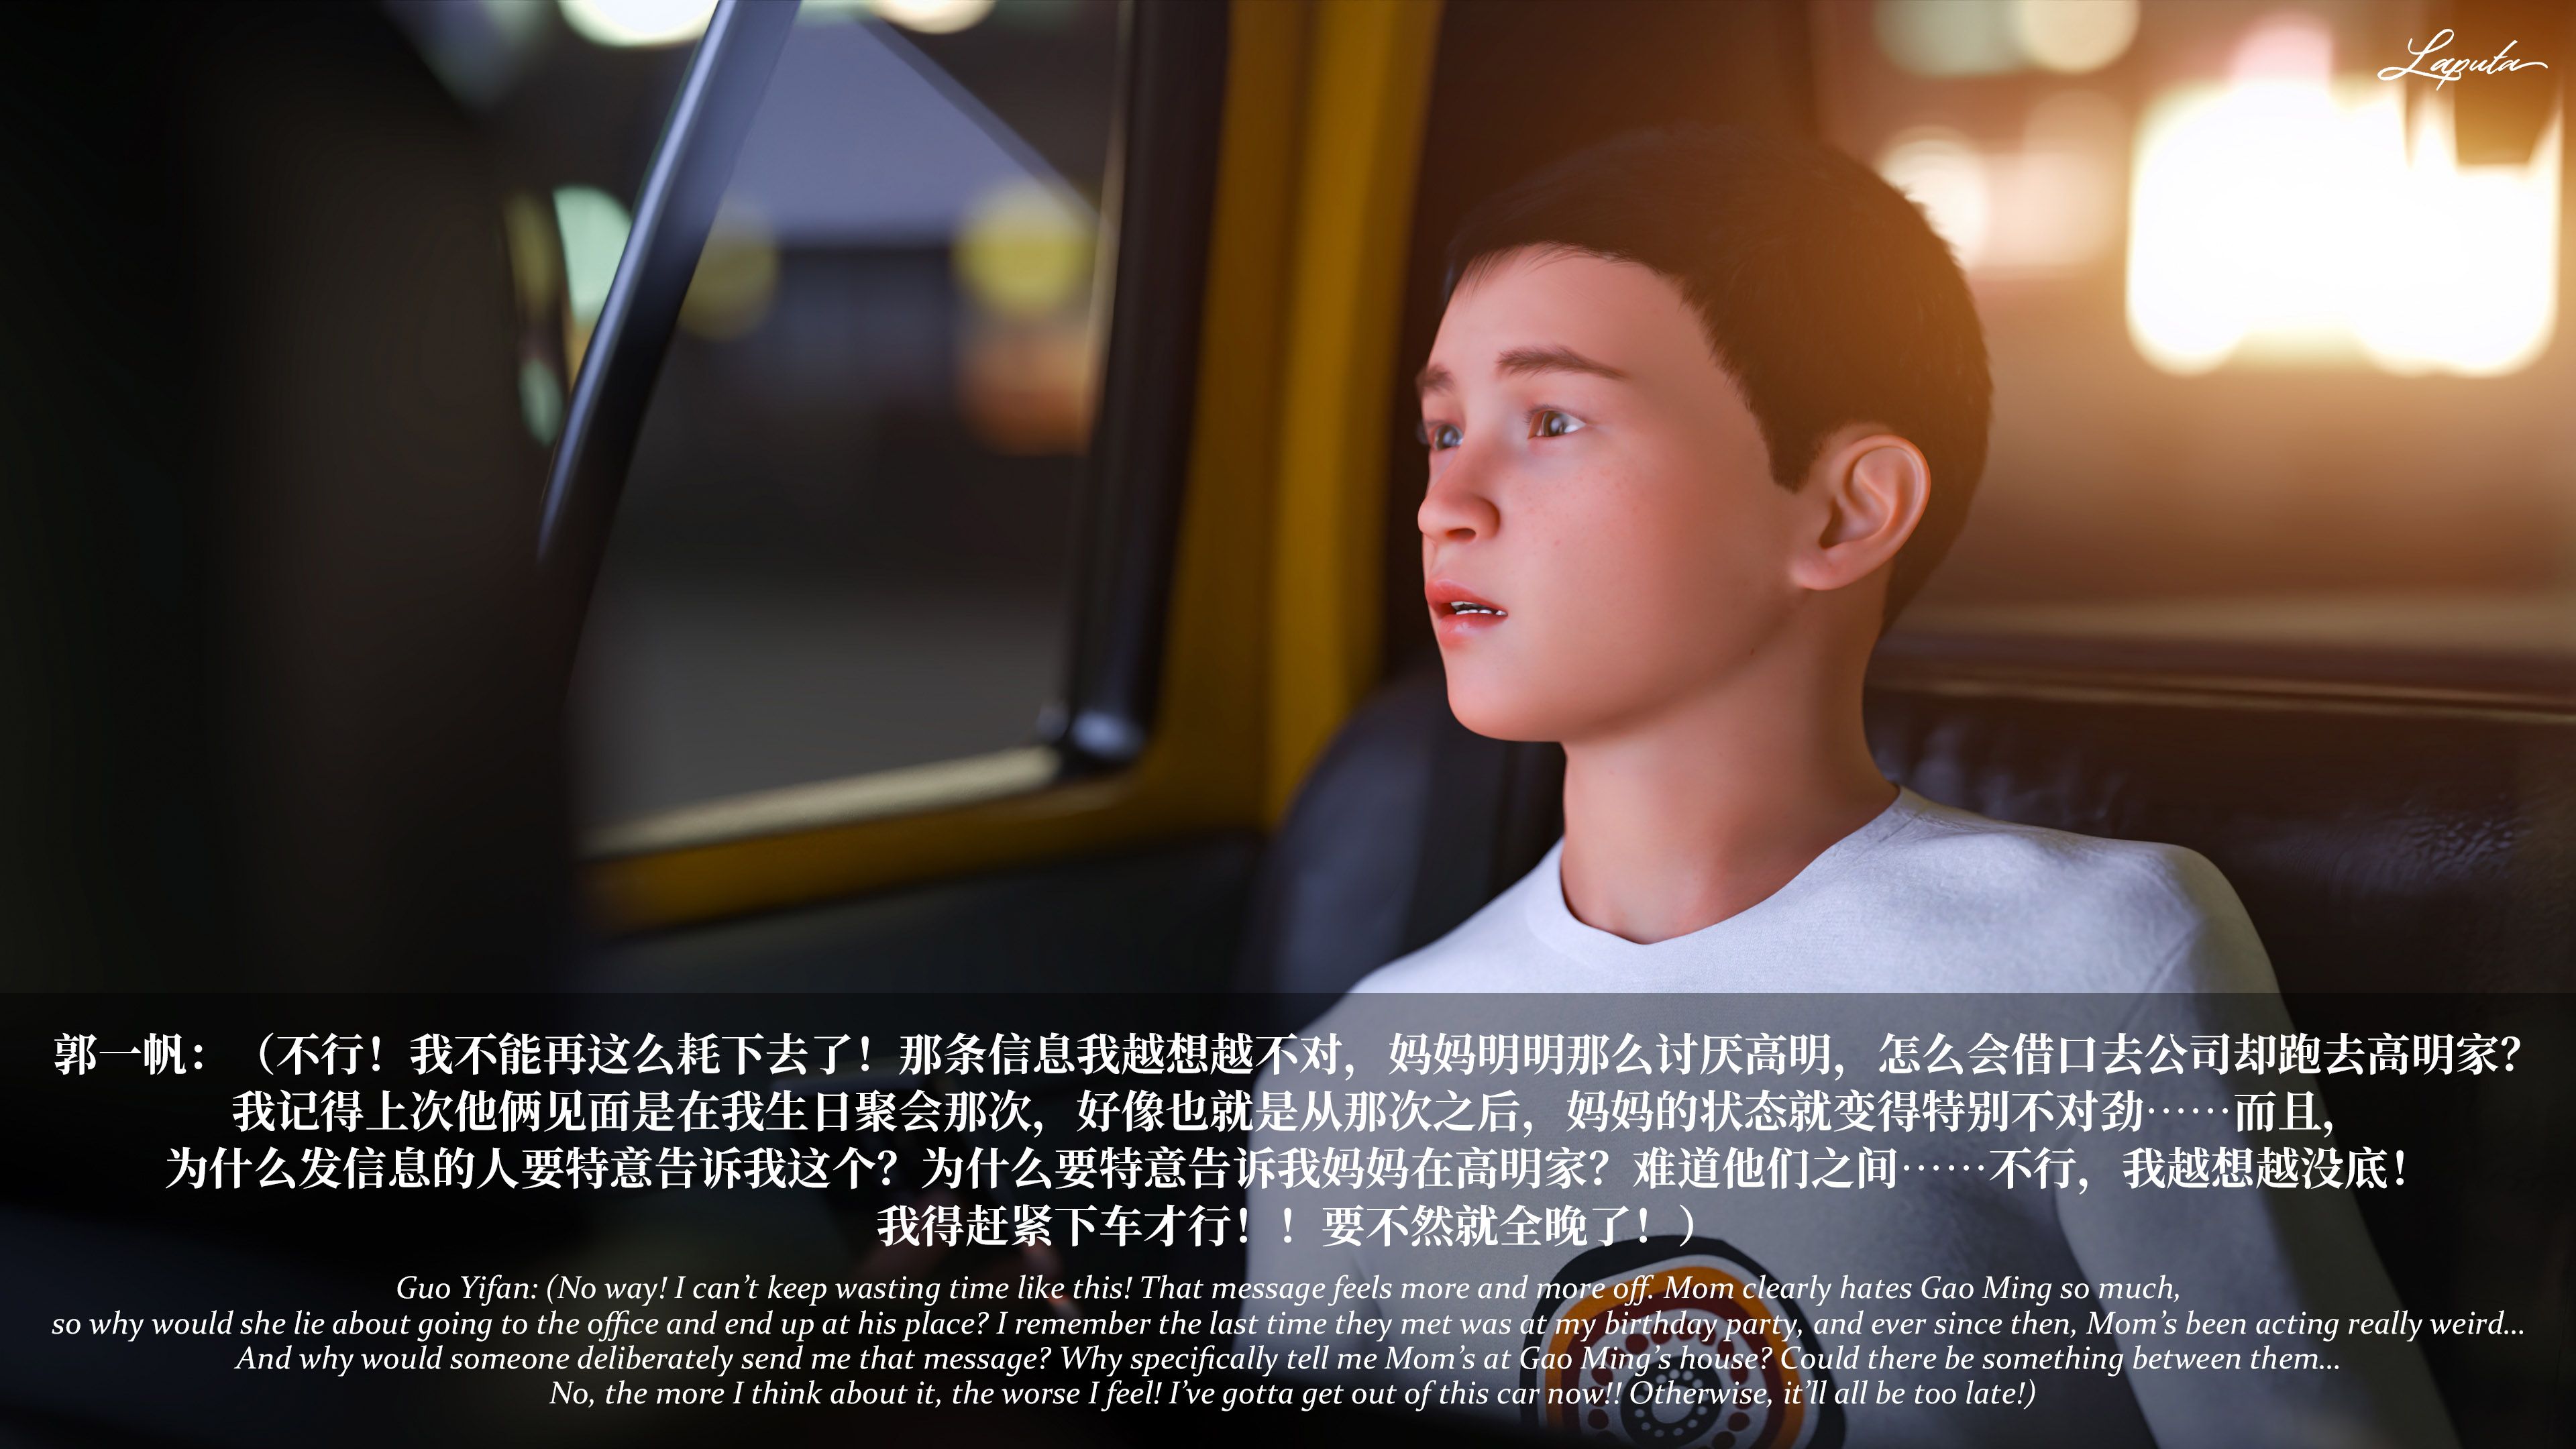 Laputa
郭一帆：（不行！我不能再这么耗下去了！那条信息我越想越不对，妈妈明明那么讨厌高明，怎么会借口去公司却跑去高明家？
我记得上次他俩见面是在我生日聚会那次，好像也就是从那次之后，妈妈的状态就变得特别不对劲……而且，
为什么发信息的人要特意告诉我这个？为什么要特意告诉我妈妈在高明家？难道他们之间……不行，我越想越没底！
我得赶紧下车才行！！要不然就全晚了！）
Guo Yifan: (No way! I can’t keep wasting time like this! That message feels more and more off. Mom clearly hates Gao Ming so much,
so why would she lie about going to the office and end up at his place? I remember the last time they met was at my birthday party, and ever since then, Mom’s been acting really weird...
And why would someone deliberately send me that message? Why specifically tell me Mom’s at Gao Ming’s house? Could there be something between them...
No, the more I think about it, the worse I feel! I’ve gotta get out of this car now!! Otherwise, it’ll all be too late!)